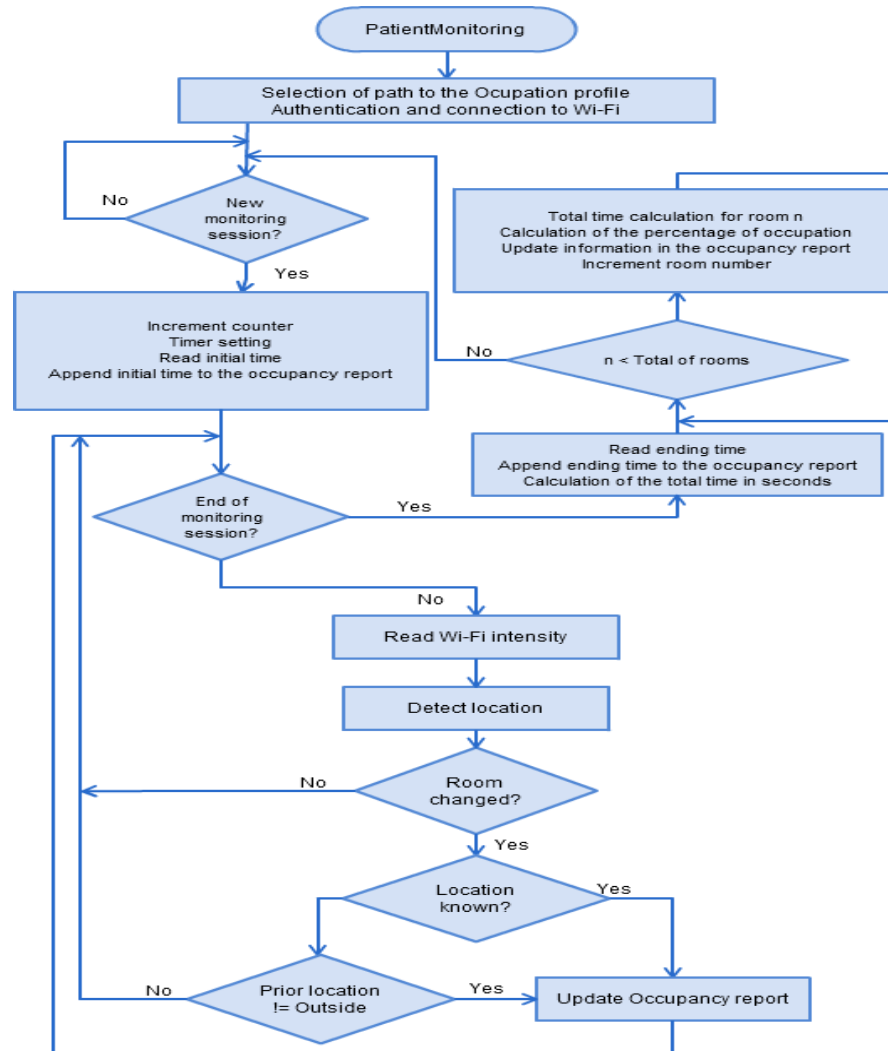 PatientMonitoring
Selection of path to the Ocupation profile
Authentication and connection to Wi-Fi
No
New
monitoring
session?
Yes
Increment counter
Timer setting
Read initial time
Append initial time to the occupancy report
Total time calculation for room n
Calculation of the percentage of occupation
Update information in the occupancy report
Increment room number
No
n < Total of rooms
Read ending time
Append ending time to the occupancy report
Calculation of the total time in seconds
End of
monitoring
session?
Yes
No
Read Wi-Fi intensity
Detect location
No
Room
changed?
Yes
Location
known?
Yes
No
Prior location
!= Outside
Yes
Update Occupancy report